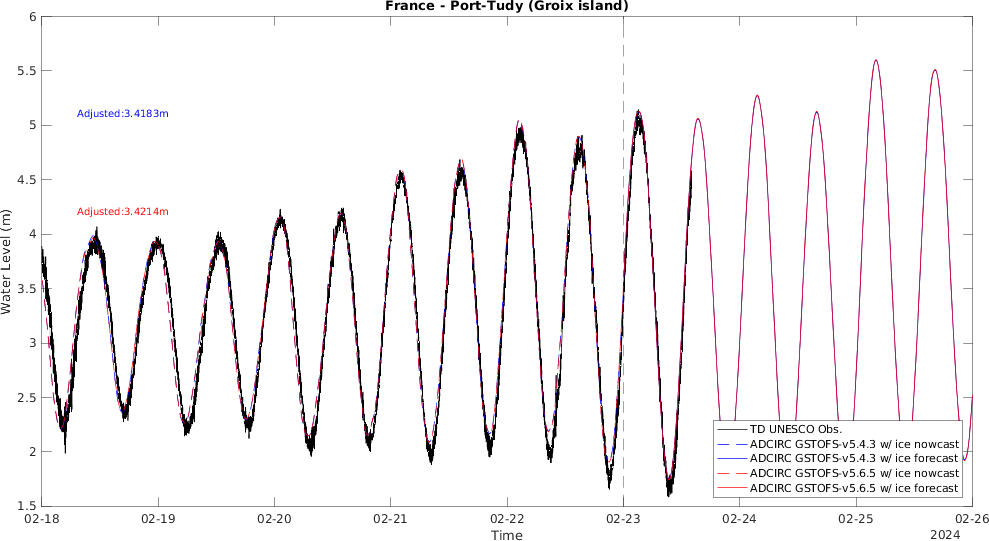 France - Port-Tudy (Groix island)
6
5.5
5
4.5
4
3.5
3
2.5
2
1.5
Water Level (m)
Adjusted:3.4183m
Adjusted:3.4214m
TD UNESCO Obs.
ADCIRC GSTOFS-v5.4.3 w/ ice nowcast
ADCIRC GSTOFS-v5.4.3 w/ ice forecast
ADCIRC GSTOFS-v5.6.5 w/ ice nowcast
ADCIRC GSTOFS-v5.6.5 w/ ice forecast
02-18 02-19 02-20 02-21 02-22 02-23 02-24 02-25 02-26
Time
2024